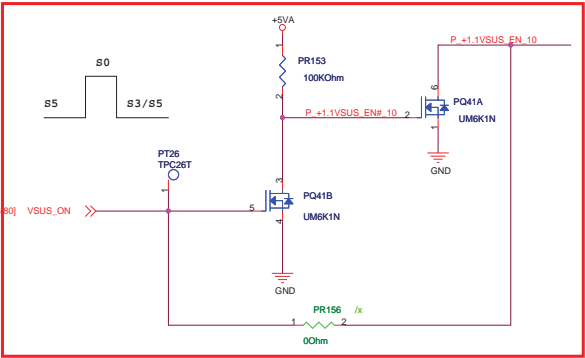 +5VA
P_+1.1VSUS_EN_10
1
PR153
100KOhm
2
S0
S5
S3/S5
6
PQ41A
UM6K1N
P_+1.1VSUS_EN#_10
2
1
GND
PT26
TPC26T
1
3
PQ41B
UM6K1N
80] VSUS_ON
5
4
GND
PR156 /x
1
2
0Ohm